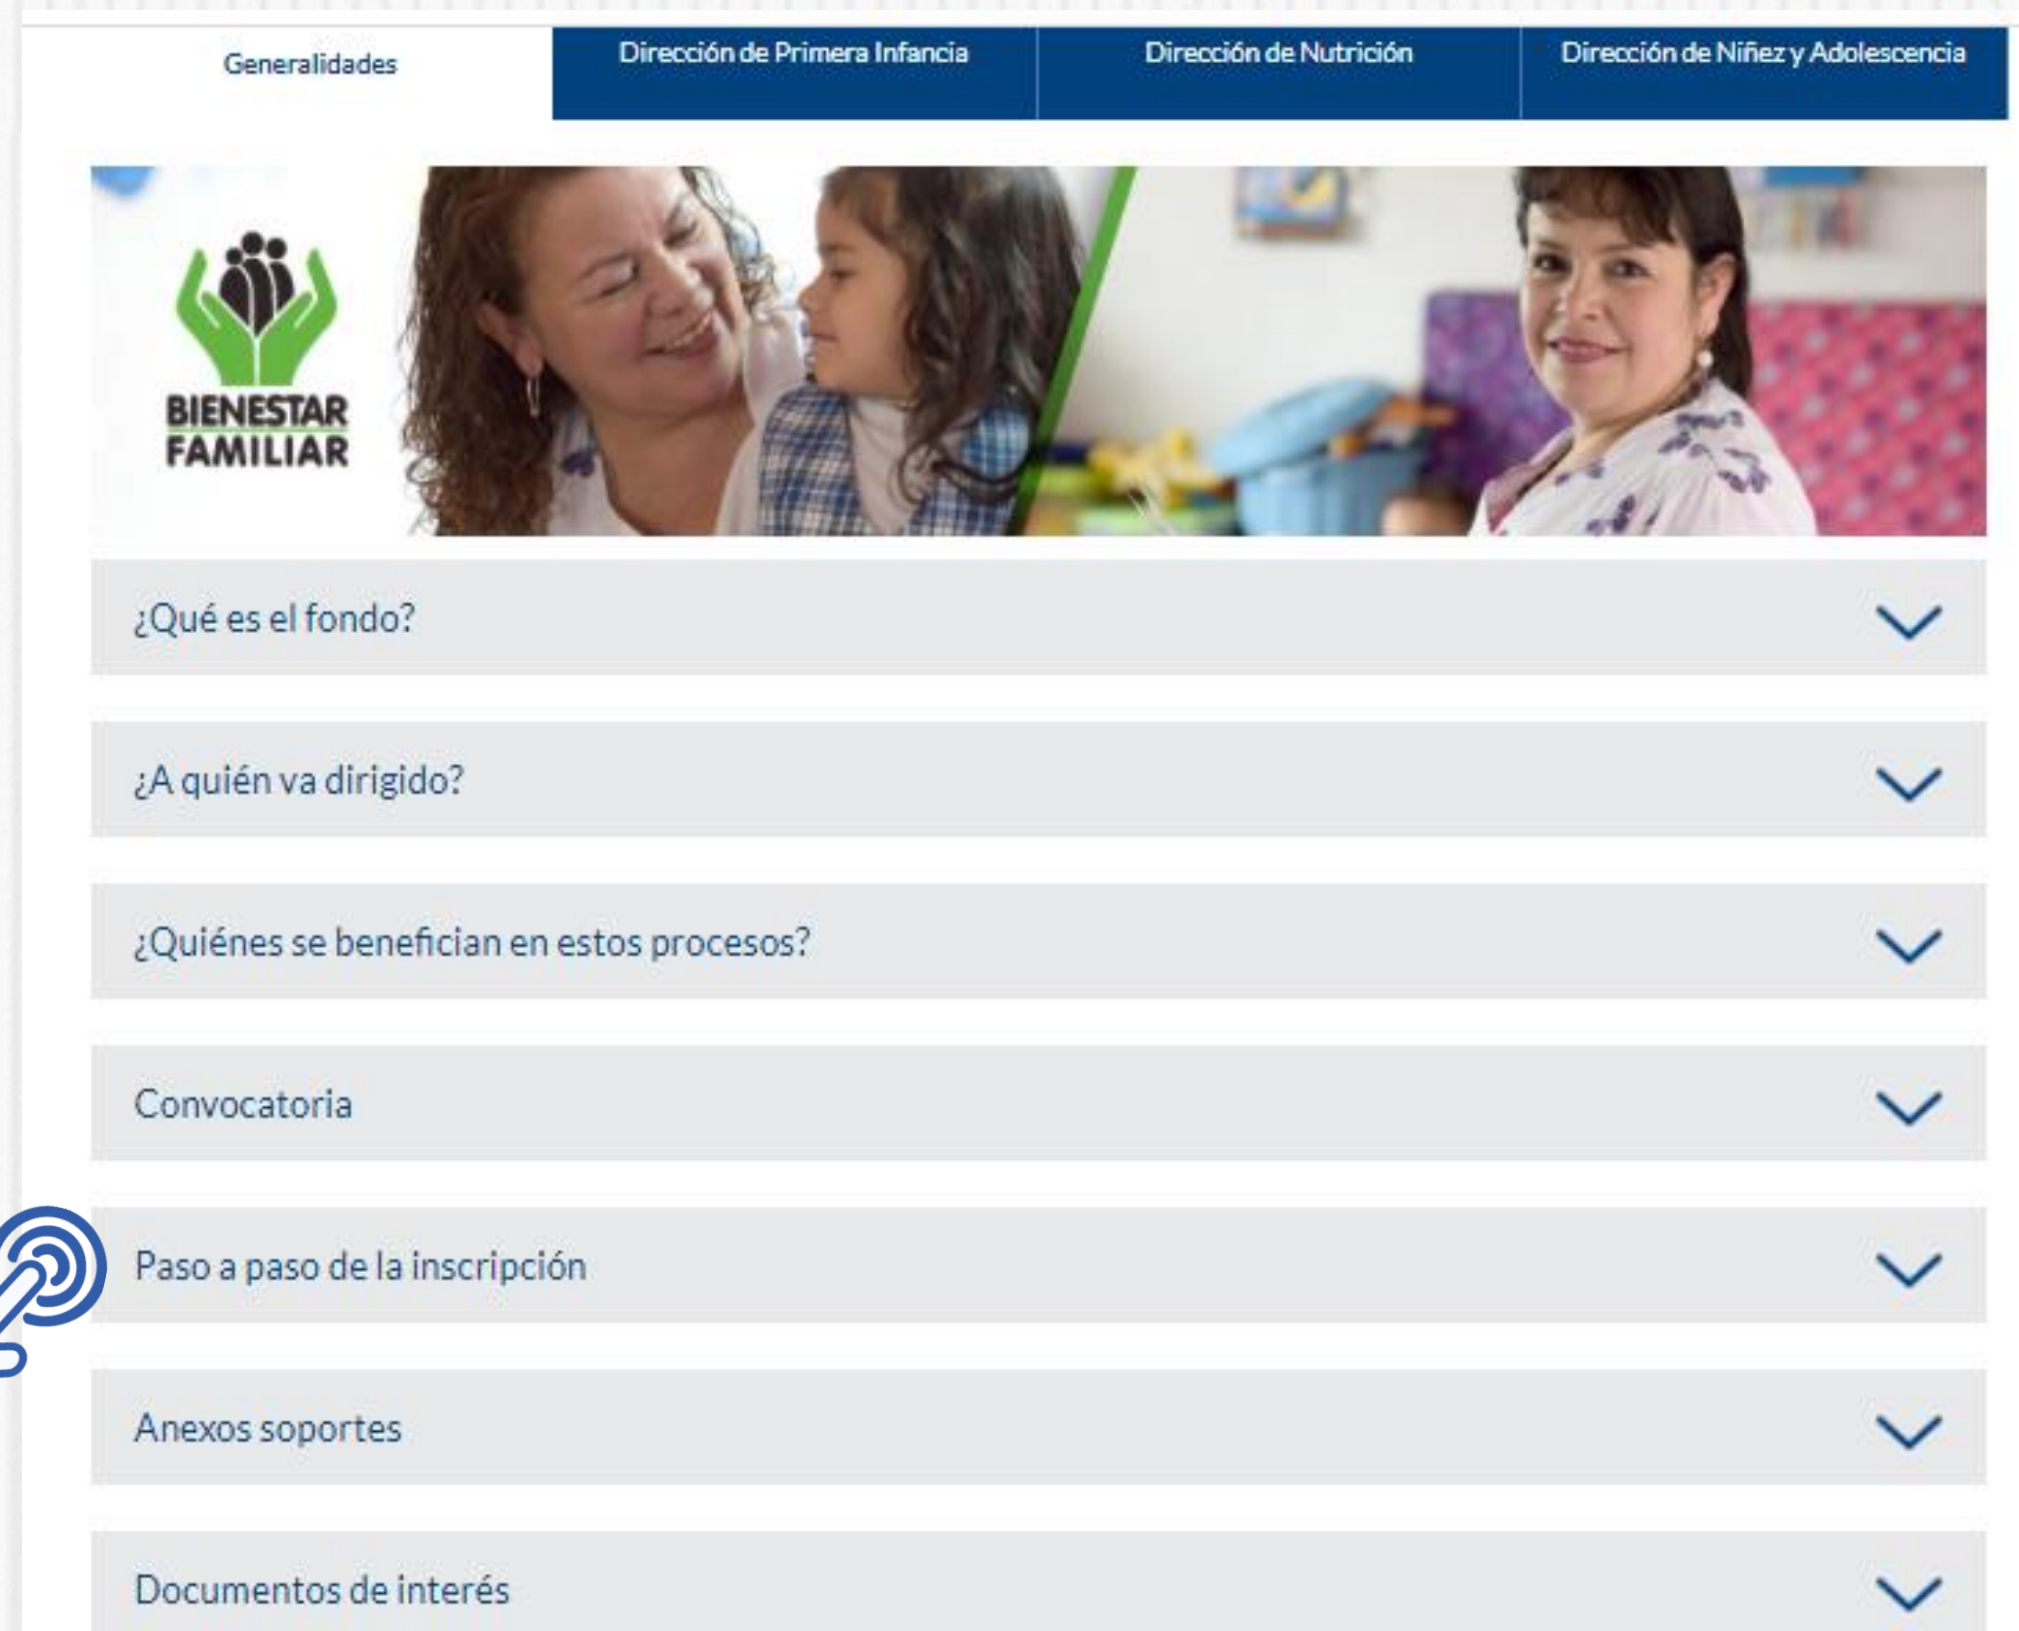 Generalidades
Dirección de Primera Infancia
Dirección de Nutrición
Dirección de Niñez y Adolescencia
BIENESTAR
FAMILIAR
¿Qué es el fondo?
¿A quién va dirigido?
¿Quiénes se benefician en estos procesos?
Convocatoria
Paso a paso de la inscripción
Anexos soportes
Documentos de interés